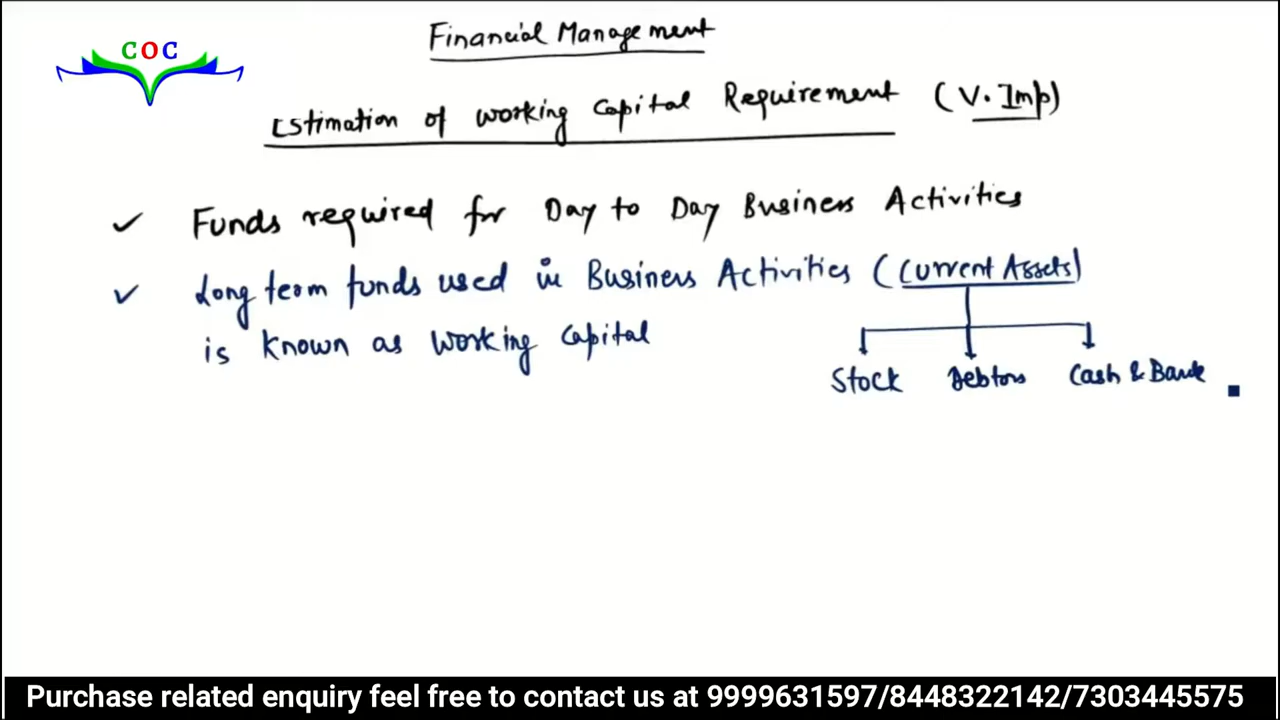 COC
Financial Management
Estimation of Working Capital Requirement (V. Imp)
✓ Funds required for Day to Day Business Activities
✓ Long term funds used in Business Activities (Current Assets)
is known as Working Capital
Stock Debtors Cash & Bank
Purchase related enquiry feel free to contact us at 9999631597/8448322142/7303445575